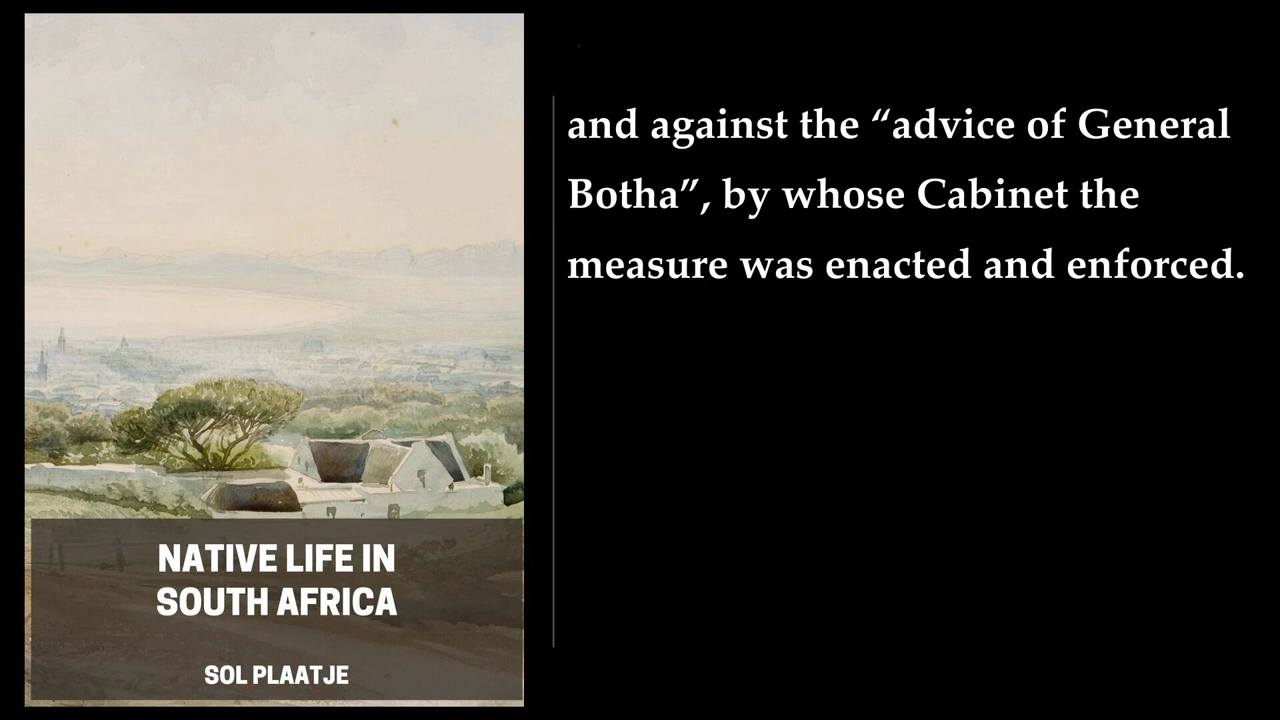 and against the “advice of General
Botha”, by whose Cabinet the
measure was enacted and enforced.
NATIVE LIFE IN
SOUTH AFRICA
SOL PLAATJE